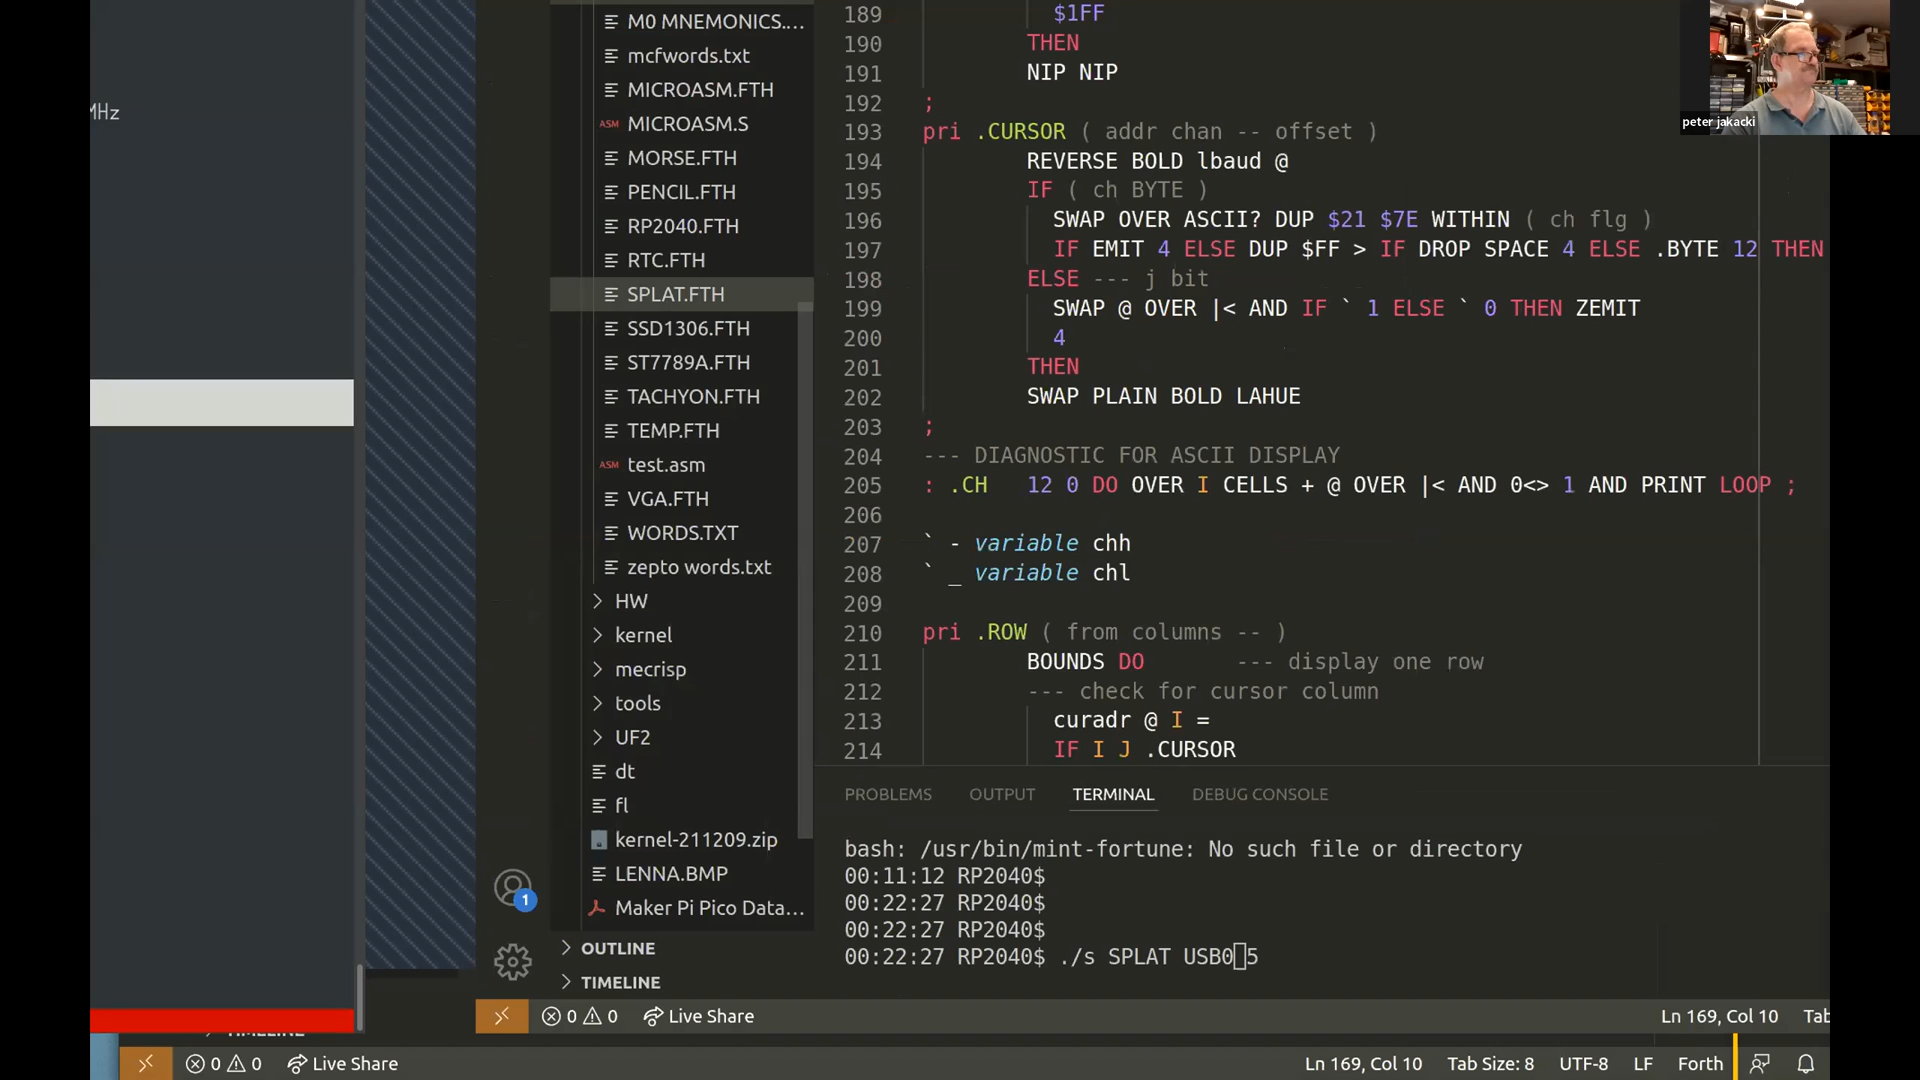 MHz
M0 MNEMONICS....
mcfwords.txt
MICROASM.FTH
ASM MICROASM.S
MORSE.FTH
PENCIL.FTH
RP2040.FTH
RTC.FTH
SPLAT.FTH
SSD1306.FTH
ST7789A.FTH
TACHYON.FTH
TEMP.FTH
ASM test.asm
VGA.FTH
WORDS.TXT
zepto words.txt
HW
kernel
mecrisp
tools
UF2
dt
fl
kernel-211209.zip
LENNA.BMP
Maker Pi Pico Data...
OUTLINE
TIMELINE
1
189 $1FF
190 THEN
191 NIP NIP
192 ;
193 pri .CURSOR ( addr chan -- offset )
194 REVERSE BOLD lbaud @
195 IF ( ch BYTE )
196 SWAP OVER ASCII? DUP $21 $7E WITHIN ( ch flg )
197 IF EMIT 4 ELSE DUP $FF > IF DROP SPACE 4 ELSE .BYTE 12 THEN
198 ELSE --- j bit
199 SWAP @ OVER |< AND IF ` 1 ELSE ` 0 THEN ZEMIT
200 4
201 THEN
202 SWAP PLAIN BOLD LAHUE
203 ;
204 --- DIAGNOSTIC FOR ASCII DISPLAY
205 : .CH 12 0 DO OVER I CELLS + @ OVER |< AND 0<> 1 AND PRINT LOOP ;
206
207 ` - variable chh
208 ` _ variable chl
209
210 pri .ROW ( from columns -- )
211 BOUNDS DO --- display one row
212 --- check for cursor column
213 curadr @ I =
214 IF I J .CURSOR
PROBLEMS OUTPUT TERMINAL DEBUG CONSOLE
bash: /usr/bin/mint-fortune: No such file or directory
00:11:12 RP2040$
00:22:27 RP2040$
00:22:27 RP2040$
00:22:27 RP2040$ ./s SPLAT USB0 5
peter jakacki
0 0 Live Share Ln 169, Col 10 Tab
TIMELINE
0 0 Live Share Ln 169, Col 10 Tab Size: 8 UTF-8 LF Forth